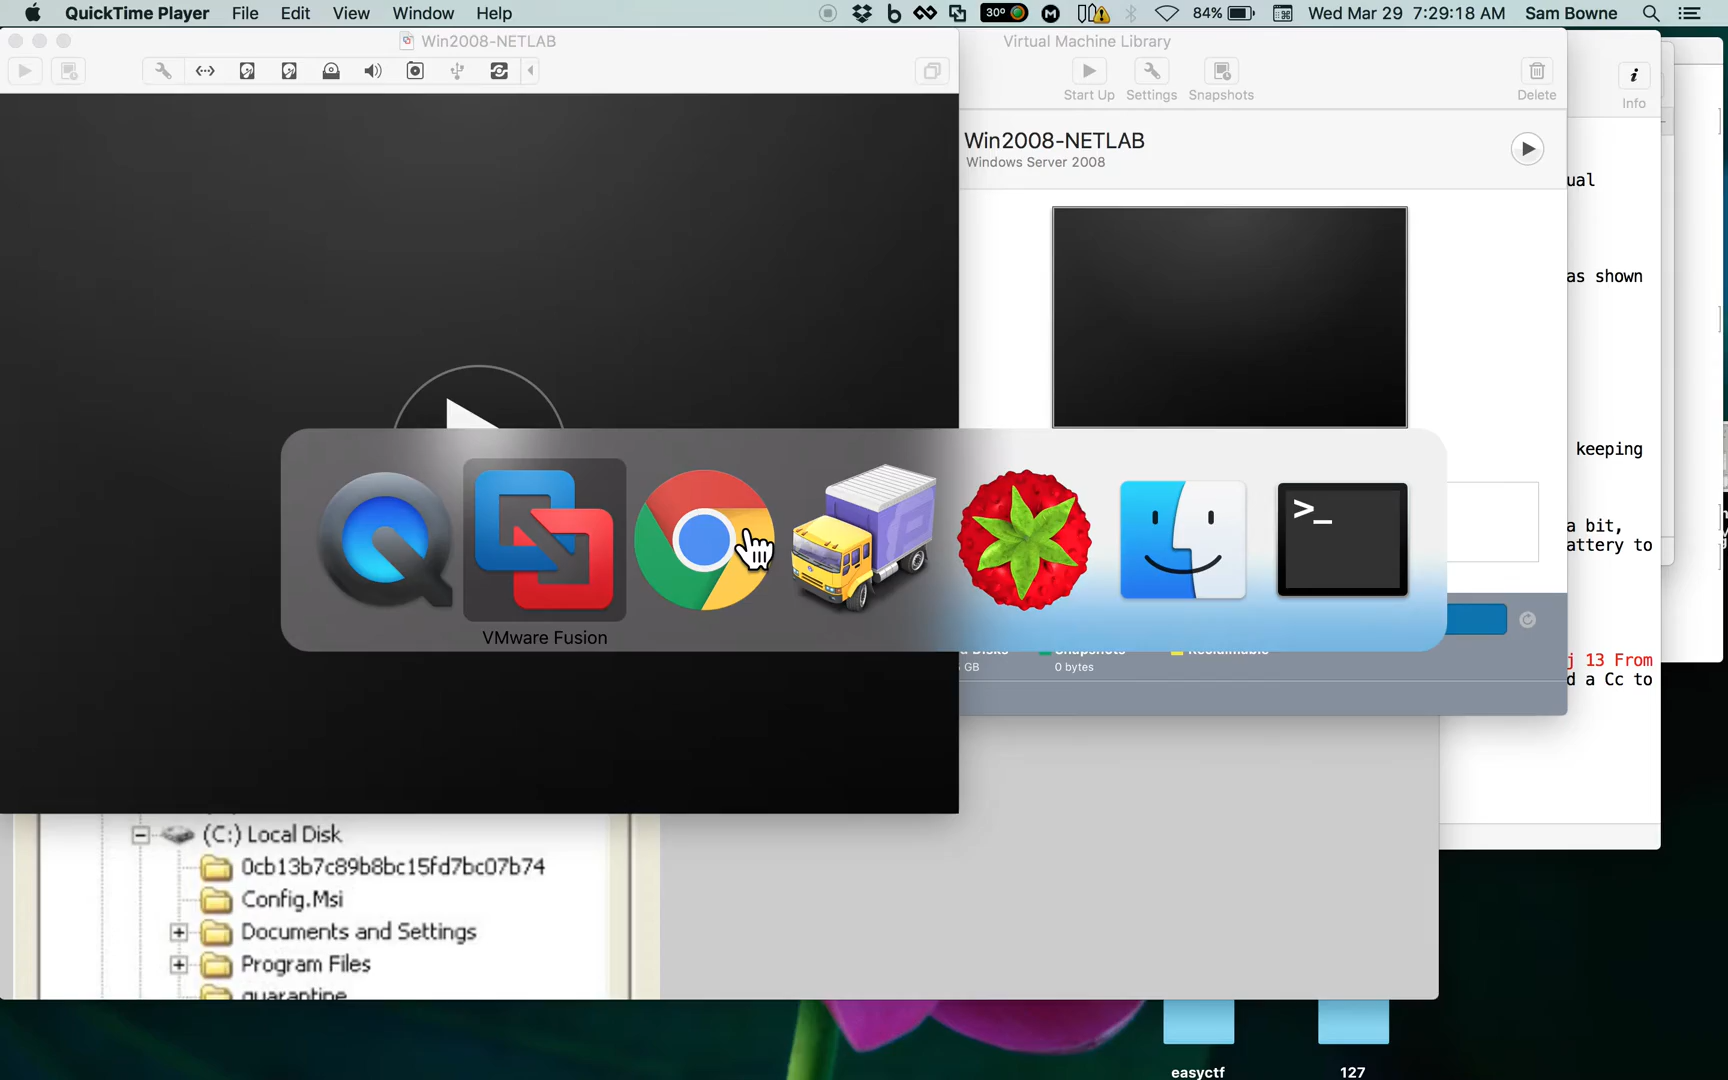 QuickTime Player File Edit View Window Help 30° 84% Wed Mar 29 7:29:18 AM Sam Bowne
Win2008-NETLAB
Virtual Machine Library
Start Up Settings Snapshots Delete
Info
Win2008-NETLAB
Windows Server 2008
ual
as shown
keeping
a bit,
attery to
>_
VMware Fusion
GB
0 bytes
j 13 From
d a Cc to
(C:) Local Disk
0cb13b7c89b8bc15fd7bc07b74
Config.Msi
Documents and Settings
Program Files
quarantine
easyctf
127